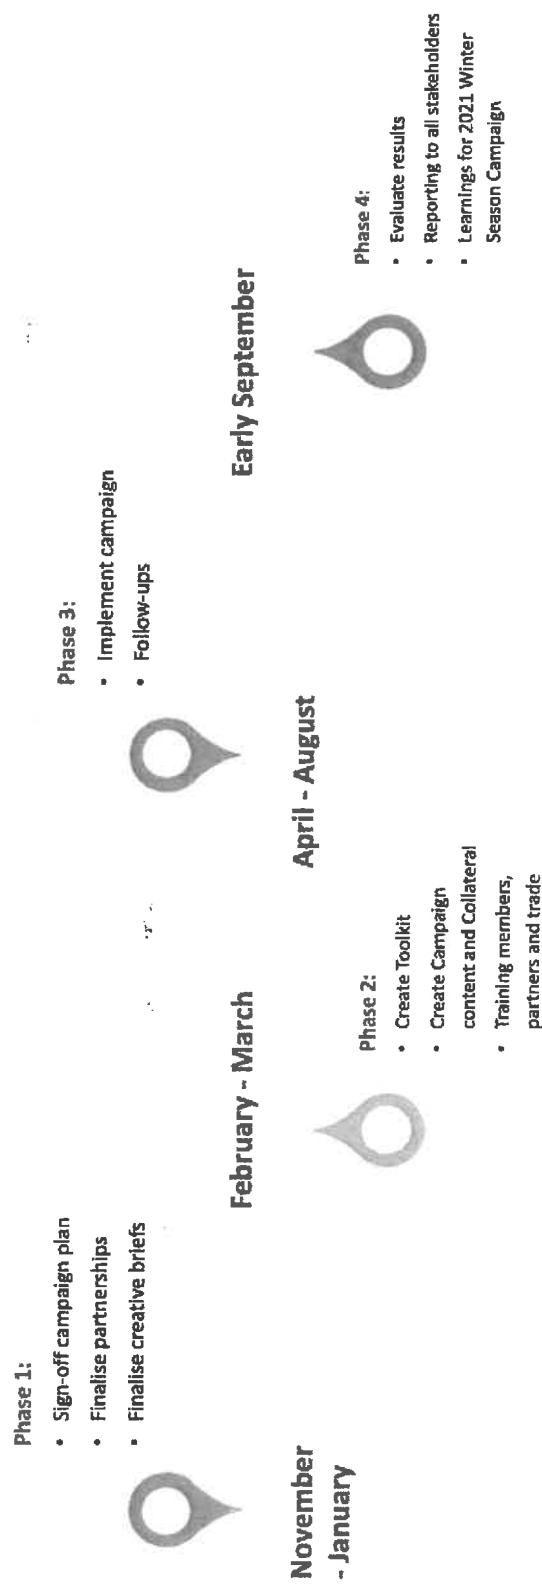 Phase 1:
• Sign-off campaign plan
• Finalise partnerships
• Finalise creative briefs
November
- January
February - March
Phase 2:
• Create Toolkit
• Create Campaign
content and Collateral
• Training members,
partners and trade
Phase 3:
• Implement campaign
• Follow-ups
April - August
Early September
Phase 4:
• Evaluate results
• Reporting to all stakeholders
• Learnings for 2021 Winter
Season Campaign